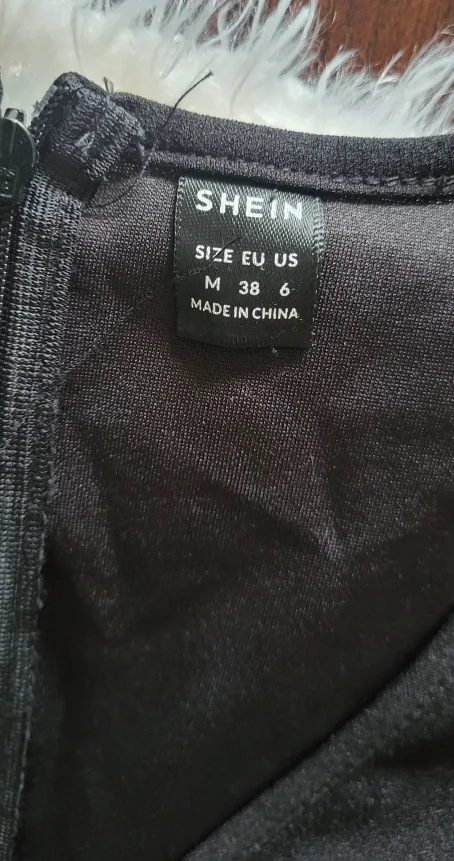 SHEIN
SIZE EU US
M 38 6
MADE IN CHINA